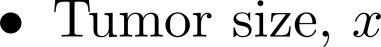 • Tumor size, x